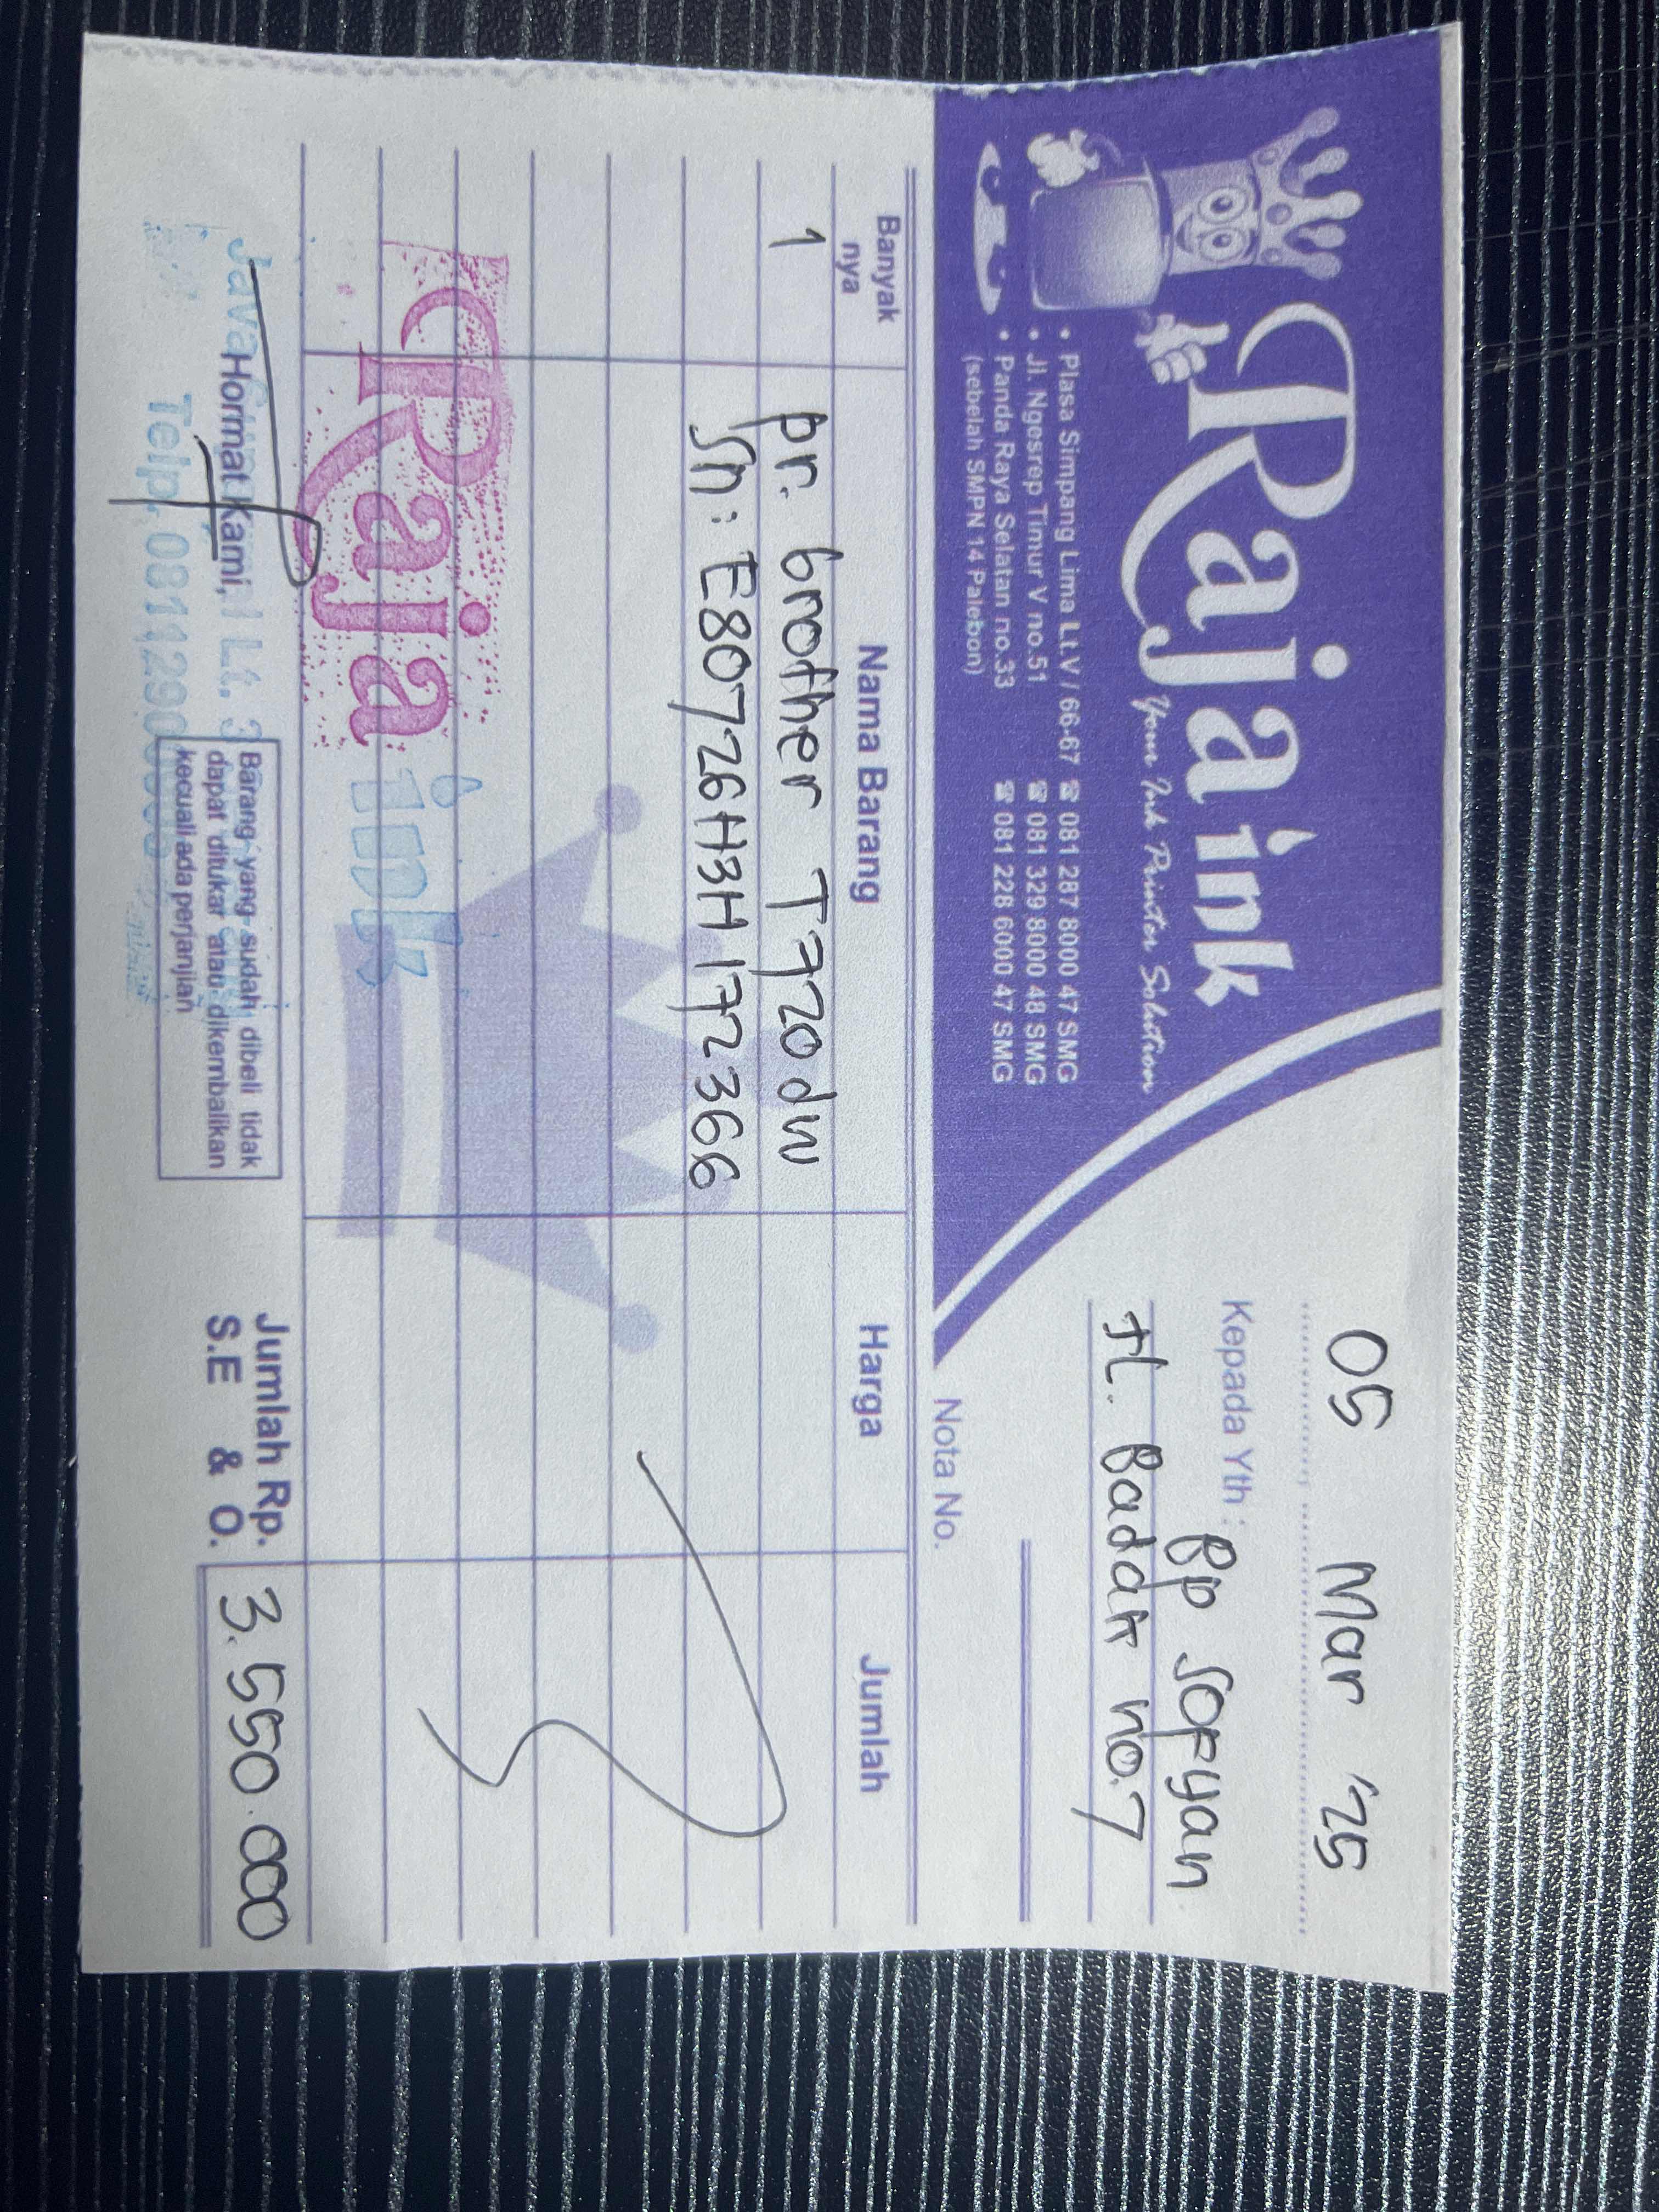 Raja ink
Your Ink Printer Solution
• Plasa Simpang Lima Lt.V / 66-67 ☎ 081 287 8000 47 SMG
• Jl. Ngesrep Timur V no.51 ☎ 081 329 8000 48 SMG
• Panda Raya Selatan no.33 ☎ 081 228 6000 47 SMG
(sebelah SMPN 14 Palebon)
05 Mar '25
Kepada Yth : Bp Sopyan
Jl. Badak no.7
Nota No.
Banyak nya Nama Barang Harga Jumlah
1 pr. brother T720dw
Sn : E80726H3H172366
Raja ink
Hormat Kami,
Lt. 3
Telp. 081129000
Barang yang sudah dibeli tidak
dapat ditukar atau dikembalikan
kecuali ada perjanjian
Jumlah Rp. 3.550.000
S.E & O.